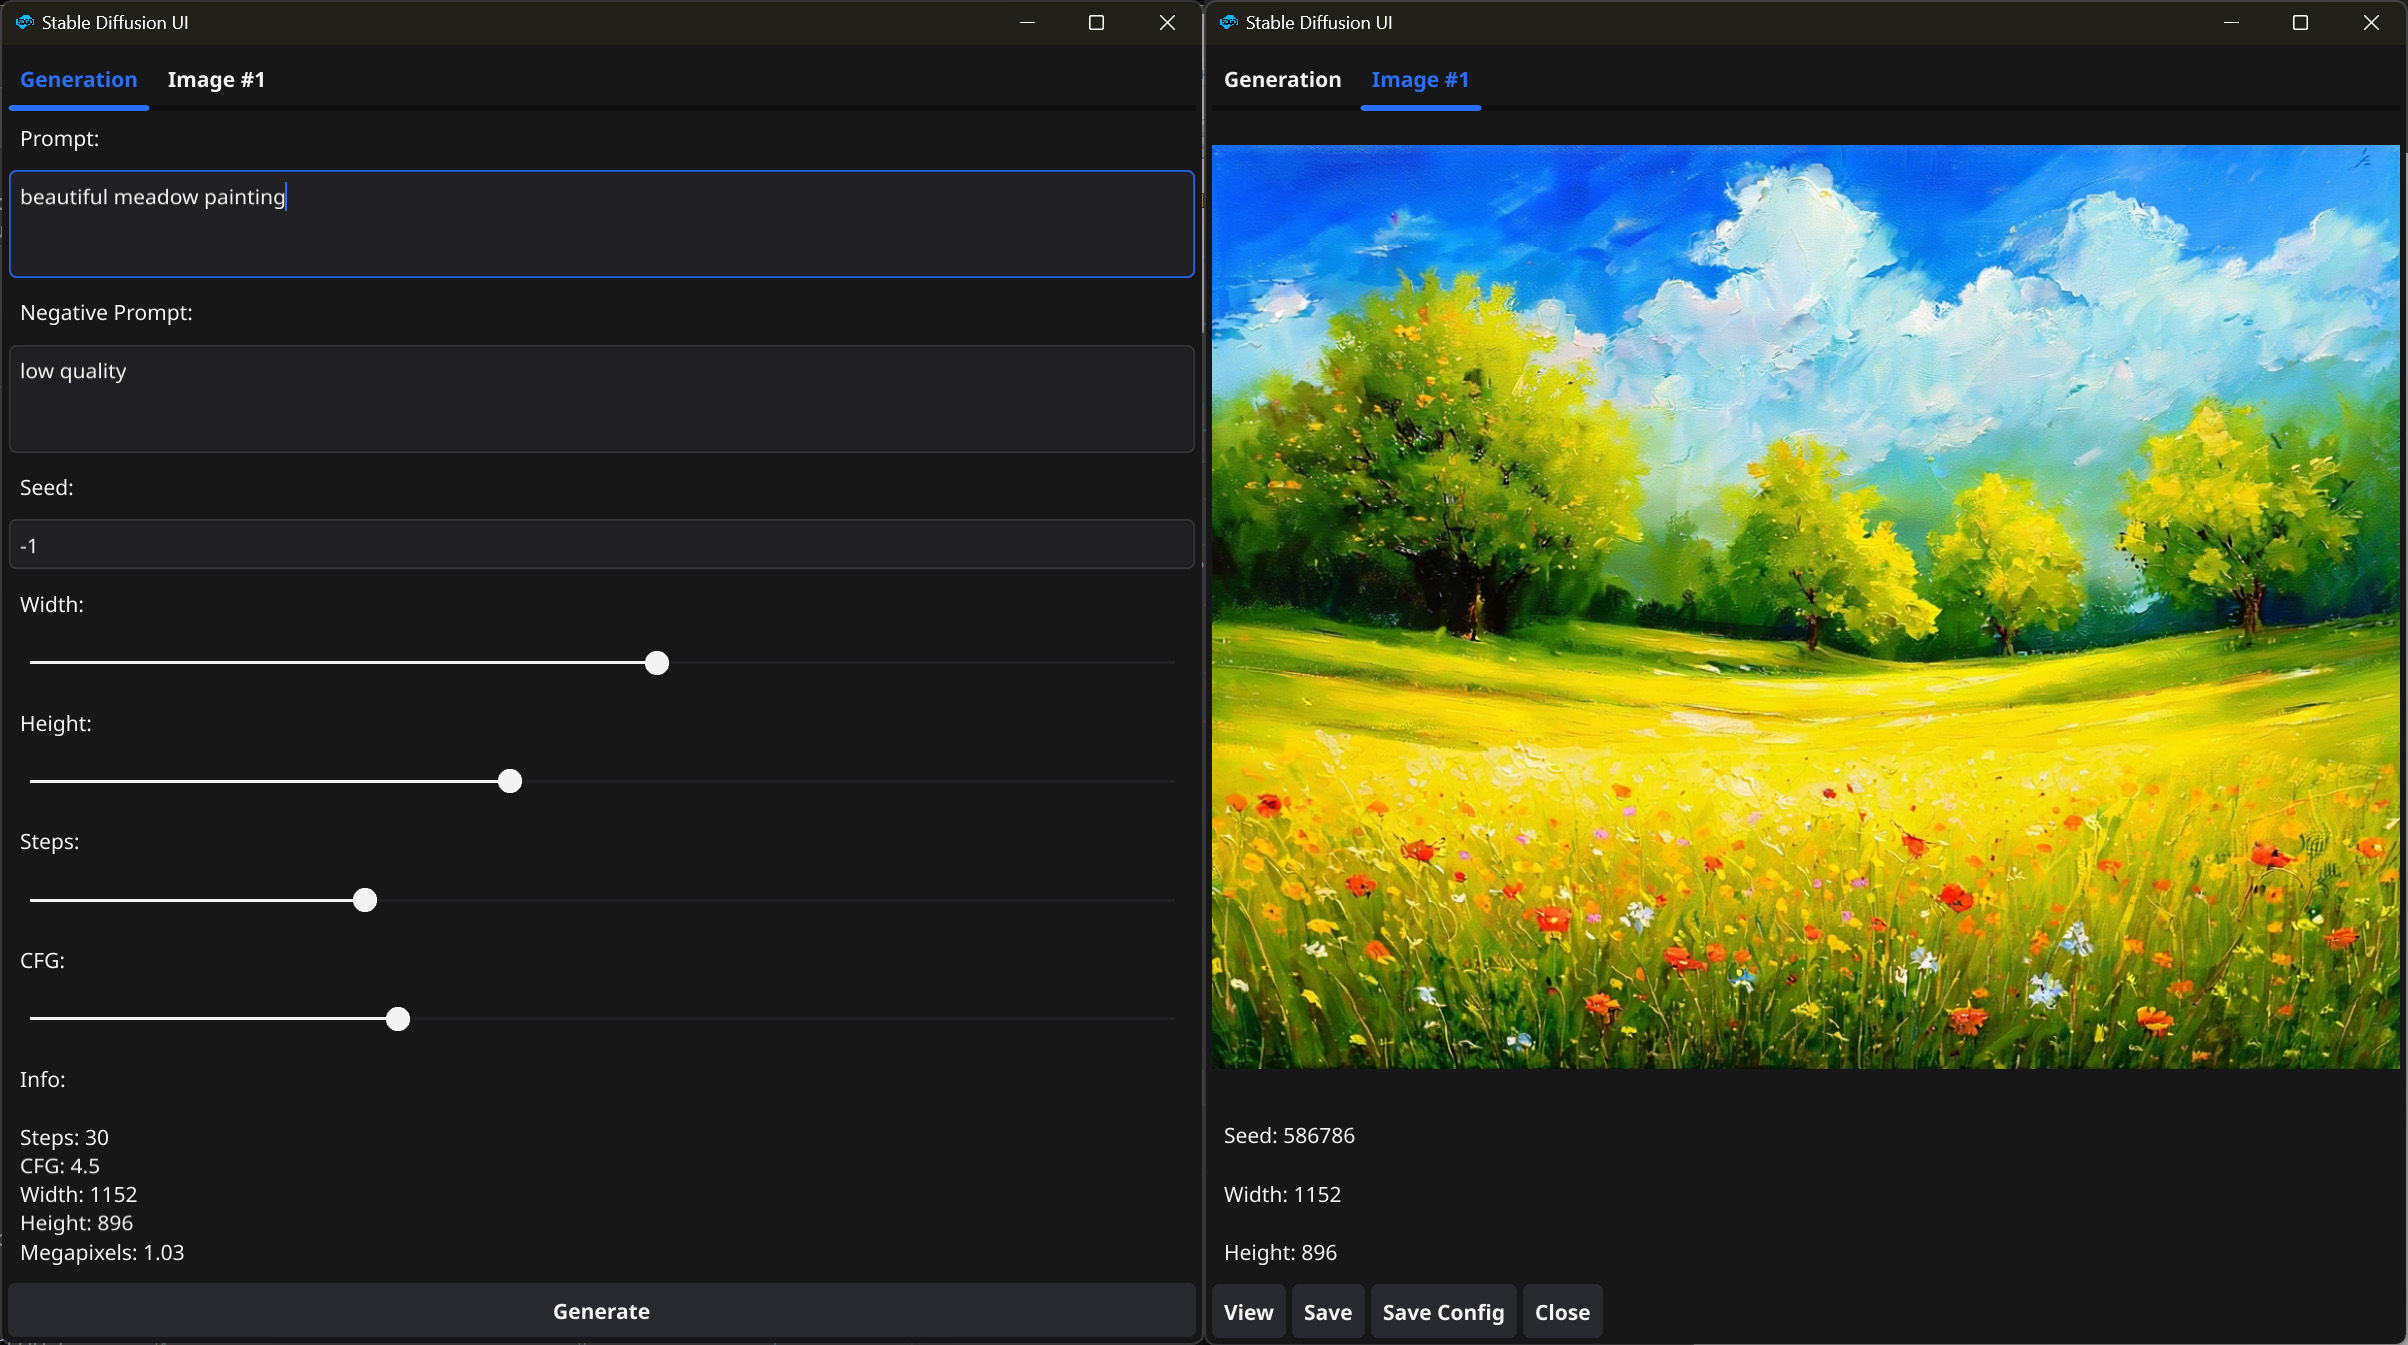 Stable Diffusion UI
Generation Image #1
Prompt:
beautiful meadow painting
Negative Prompt:
low quality
Seed:
-1
Width:
Height:
Steps:
CFG:
Info:
Steps: 30
CFG: 4.5
Width: 1152
Height: 896
Megapixels: 1.03
Generate
Stable Diffusion UI
Generation Image #1
Seed: 586786
Width: 1152
Height: 896
View Save Save Config Close